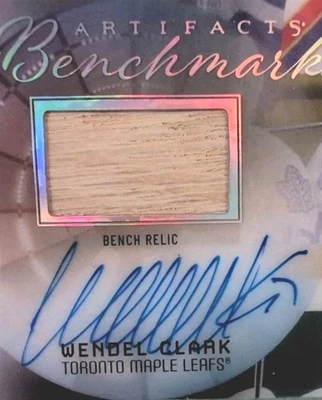 ARTIFACTS
Benchmark
BENCH RELIC
WENDEL CLARK
TORONTO MAPLE LEAFS®